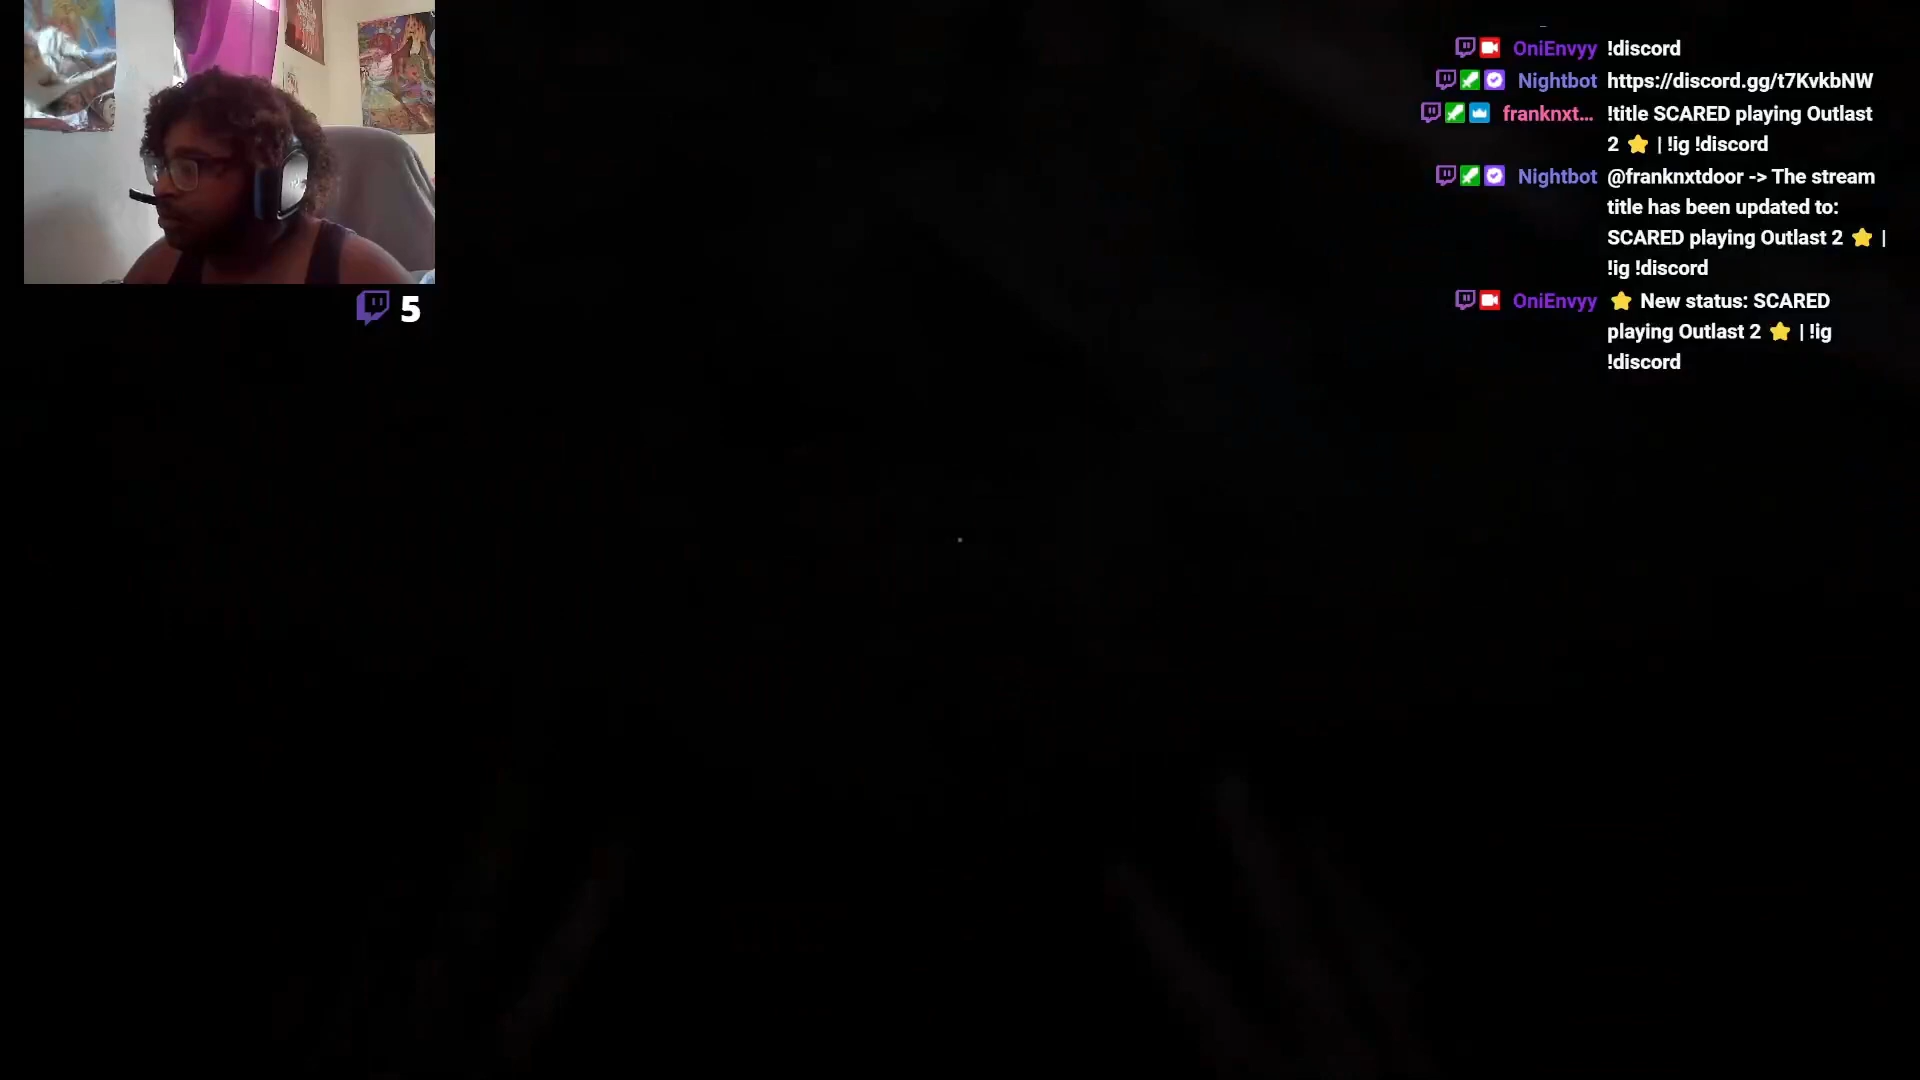 OniEnvyy !discord
Nightbot https://discord.gg/t7KvkbNW
franknxt... !title SCARED playing Outlast
2 ⭐ | !ig !discord
Nightbot @franknxtdoor -> The stream
title has been updated to:
SCARED playing Outlast 2 ⭐ |
!ig !discord
OniEnvyy ⭐ New status: SCARED
playing Outlast 2 ⭐ | !ig
!discord
5